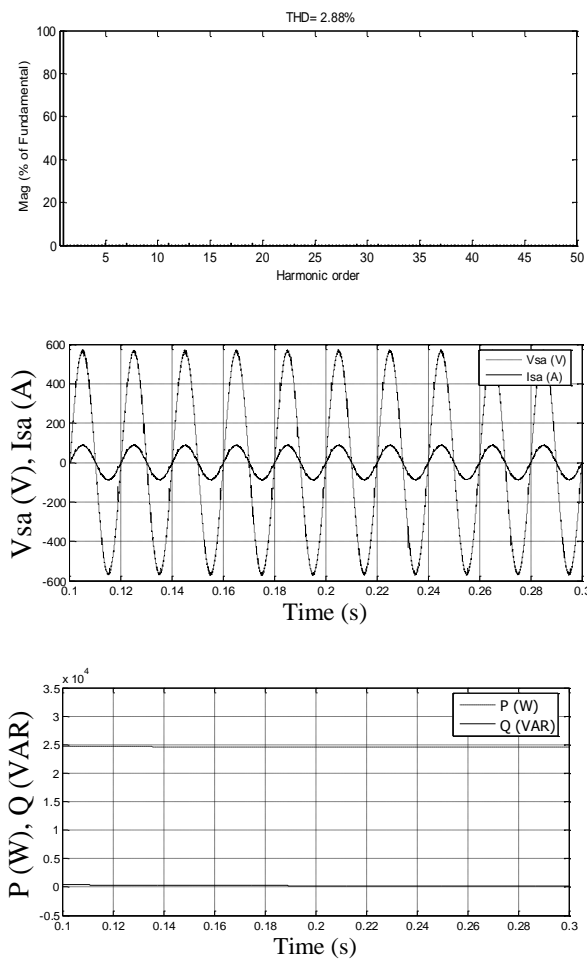 THD= 2.88%
Mag (% of Fundamental)
100
80
60
40
20
0
5 10 15 20 25 30 35 40 45 50
Harmonic order
Vsa (V), Isa (A)
600
400
200
0
-200
-400
-600
Vsa (V)
Isa (A)
0.1 0.12 0.14 0.16 0.18 0.2 0.22 0.24 0.26 0.28 0.3
Time (s)
P (W), Q (VAR)
x 10^4
3.5
3
2.5
2
1.5
1
0.5
0
-0.5
P (W)
Q (VAR)
0.1 0.12 0.14 0.16 0.18 0.2 0.22 0.24 0.26 0.28 0.3
Time (s)